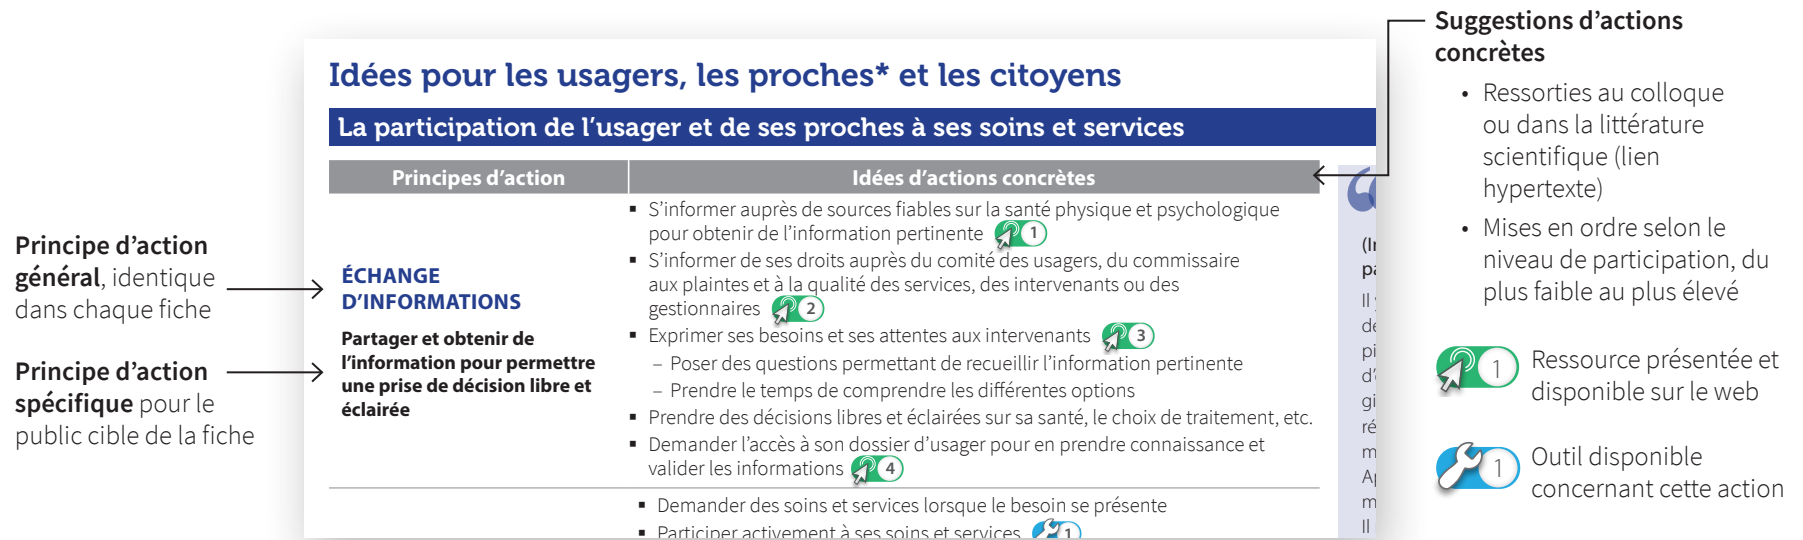 Idées pour les usagers, les proches* et les citoyens
La participation de l'usager et de ses proches à ses soins et services
Principes d'action
Idées d'actions concrètes
Principe d'action
général, identique
dans chaque fiche
Principe d'action
spécifique pour le
public cible de la fiche
ÉCHANGE
D'INFORMATIONS
Partager et obtenir de
l'information pour permettre
une prise de décision libre et
éclairée
▪ S'informer auprès de sources fiables sur la santé physique et psychologique
pour obtenir de l'information pertinente 1
▪ S'informer de ses droits auprès du comité des usagers, du commissaire
aux plaintes et à la qualité des services, des intervenants ou des
gestionnaires 2
▪ Exprimer ses besoins et ses attentes aux intervenants 3
– Poser des questions permettant de recueillir l'information pertinente
– Prendre le temps de comprendre les différentes options
▪ Prendre des décisions libres et éclairées sur sa santé, le choix de traitement, etc.
▪ Demander l'accès à son dossier d'usager pour en prendre connaissance et
valider les informations 4
▪ Demander des soins et services lorsque le besoin se présente
▪ Participer activement à ses soins et services 1
Il
Suggestions d'actions
concrètes
• Ressorties au colloque
ou dans la littérature
scientifique (lien
hypertexte)
• Mises en ordre selon le
niveau de participation, du
plus faible au plus élevé
1 Ressource présentée et
disponible sur le web
1 Outil disponible
concernant cette action